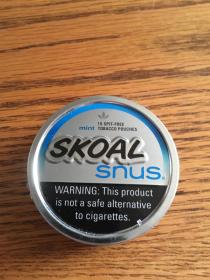 15 SPIT-FREE
mint TOBACCO POUCHES
SKOAL
snus®
WARNING: This product
is not a safe alternative
to cigarettes.